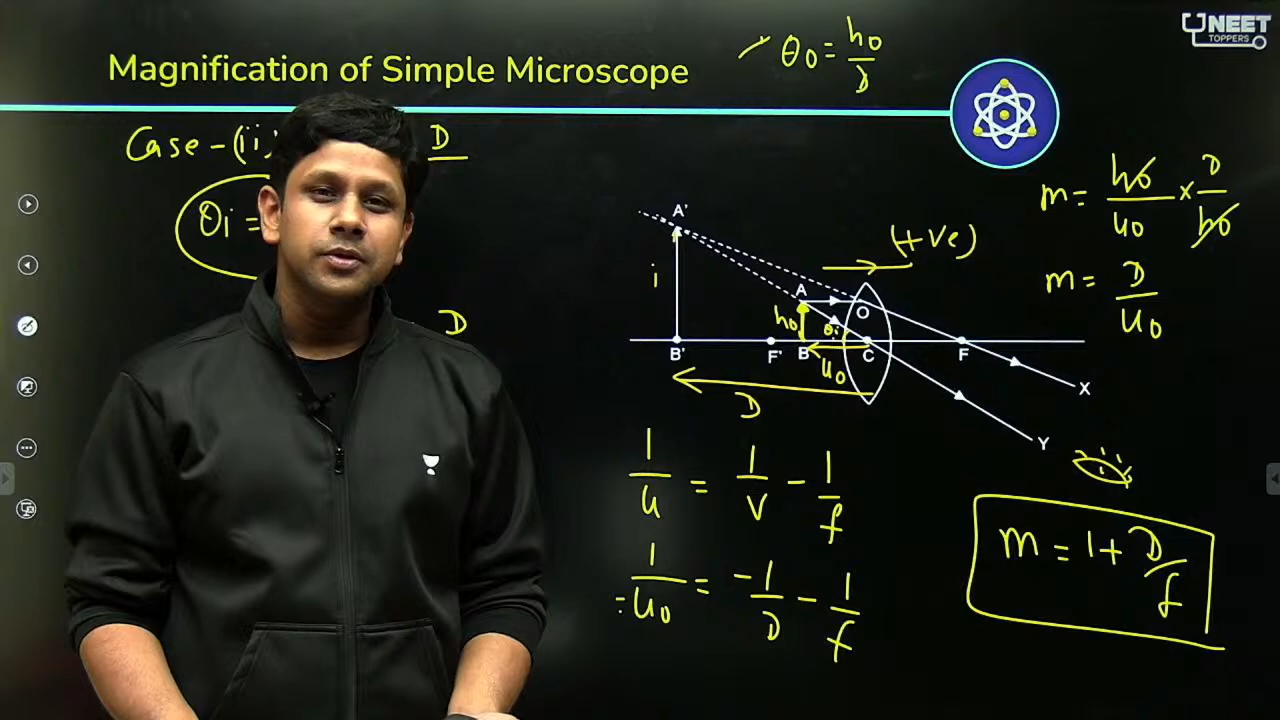 NEET
TOPPERS
θ0 = h0/D
Magnification of Simple Microscope
Case - (ii) D
θi =
D
m = h0/u0 × D/h0
m = D/u0
(+ve)
A'
i
A
O
h0
θi
B'
F'
B
C
F
u0
D
X
Y
1/u = 1/v - 1/f
1/-u0 = -1/D - 1/f
m = 1 + D/f